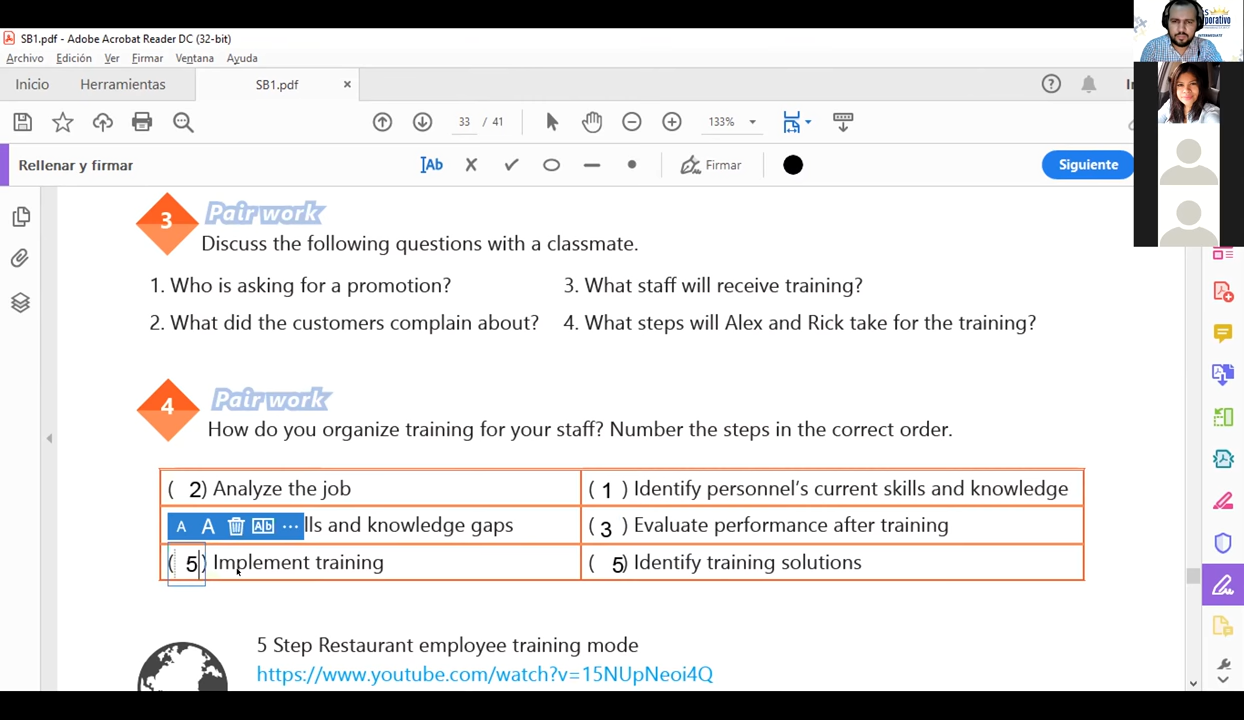 SB1.pdf - Adobe Acrobat Reader DC (32-bit)
Archivo Edición Ver Firmar Ventana Ayuda
Inicio Herramientas SB1.pdf ×
33 / 41 133%
Rellenar y firmar Ab Firmar Siguiente
3 Pair work
Discuss the following questions with a classmate.
1. Who is asking for a promotion? 3. What staff will receive training?
2. What did the customers complain about? 4. What steps will Alex and Rick take for the training?
4 Pair work
How do you organize training for your staff? Number the steps in the correct order.
( 2) Analyze the job ( 1 ) Identify personnel's current skills and knowledge
A A Ab ... lls and knowledge gaps ( 3 ) Evaluate performance after training
( 5) Implement training ( 5) Identify training solutions
5 Step Restaurant employee training mode
https://www.youtube.com/watch?v=15NUpNeoi4Q